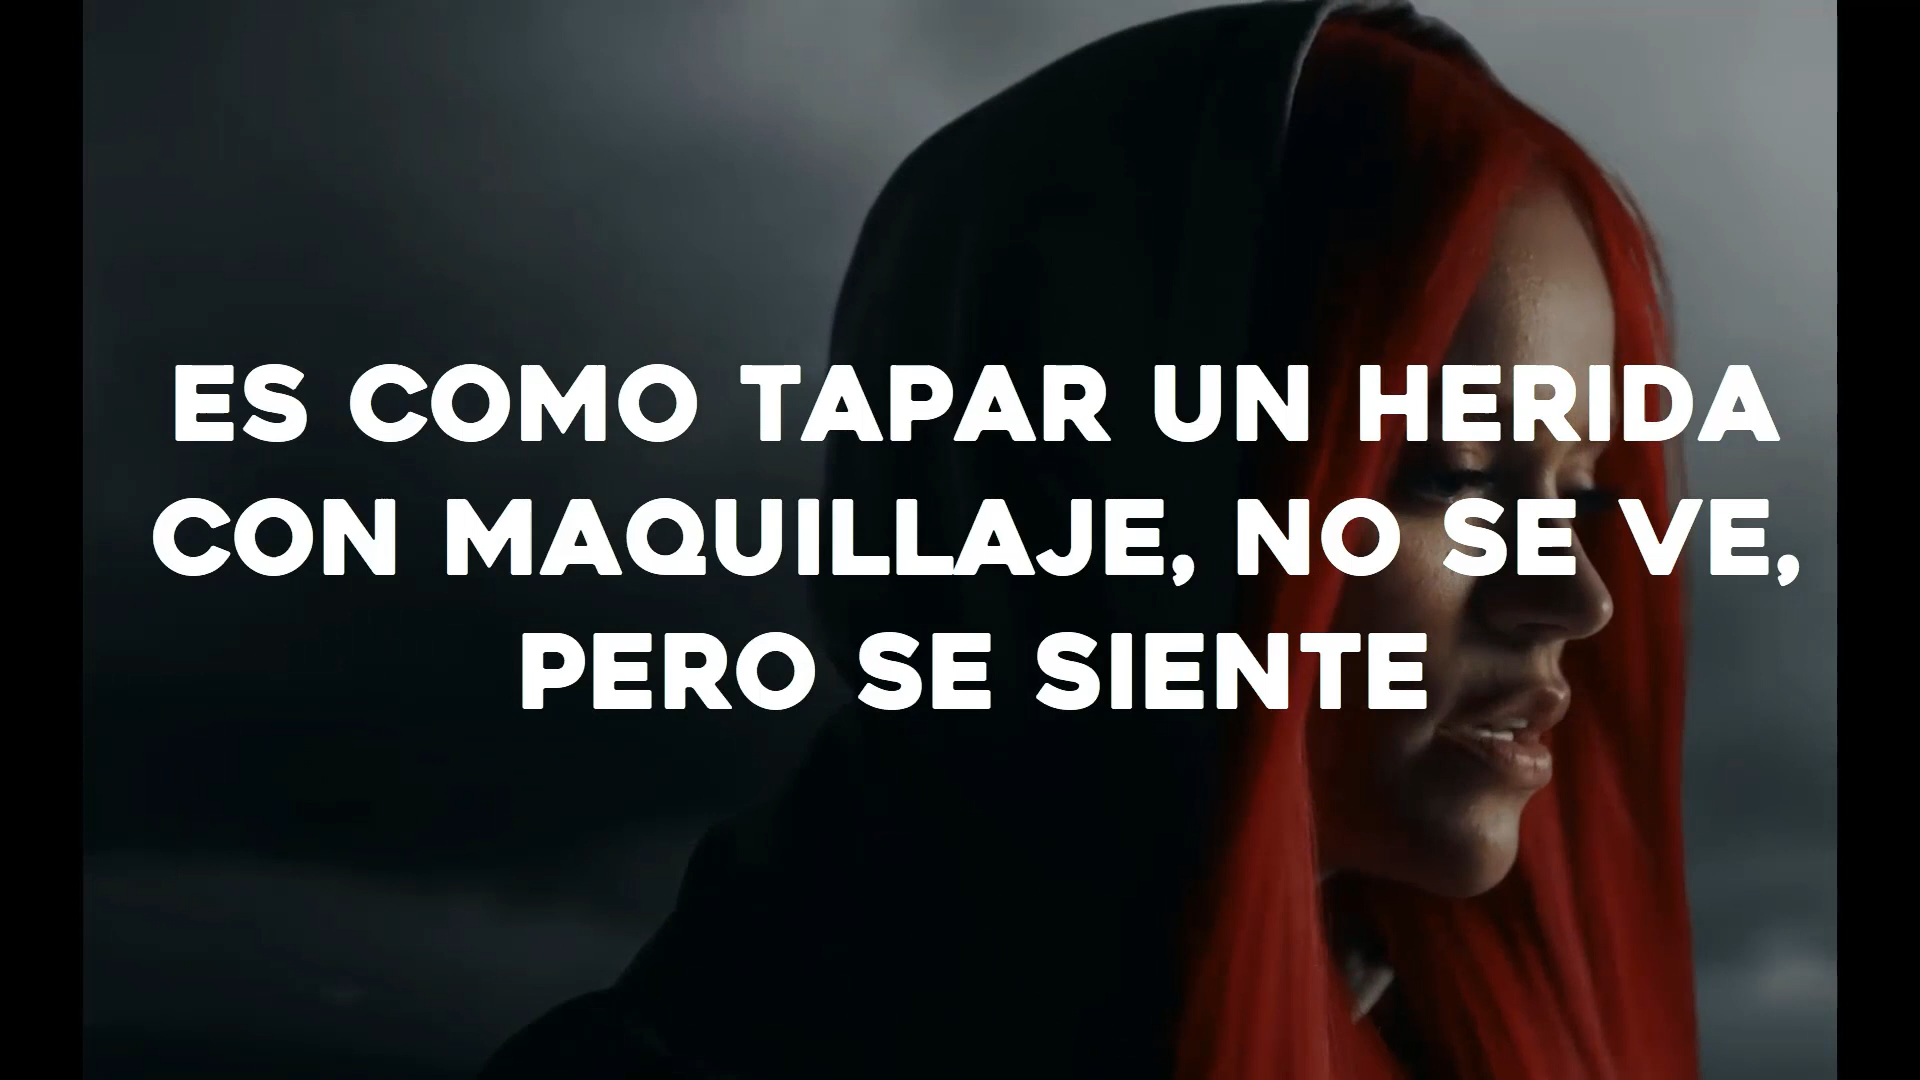 ES COMO TAPAR UN HERIDA
CON MAQUILLAJE, NO SE VE,
PERO SE SIENTE